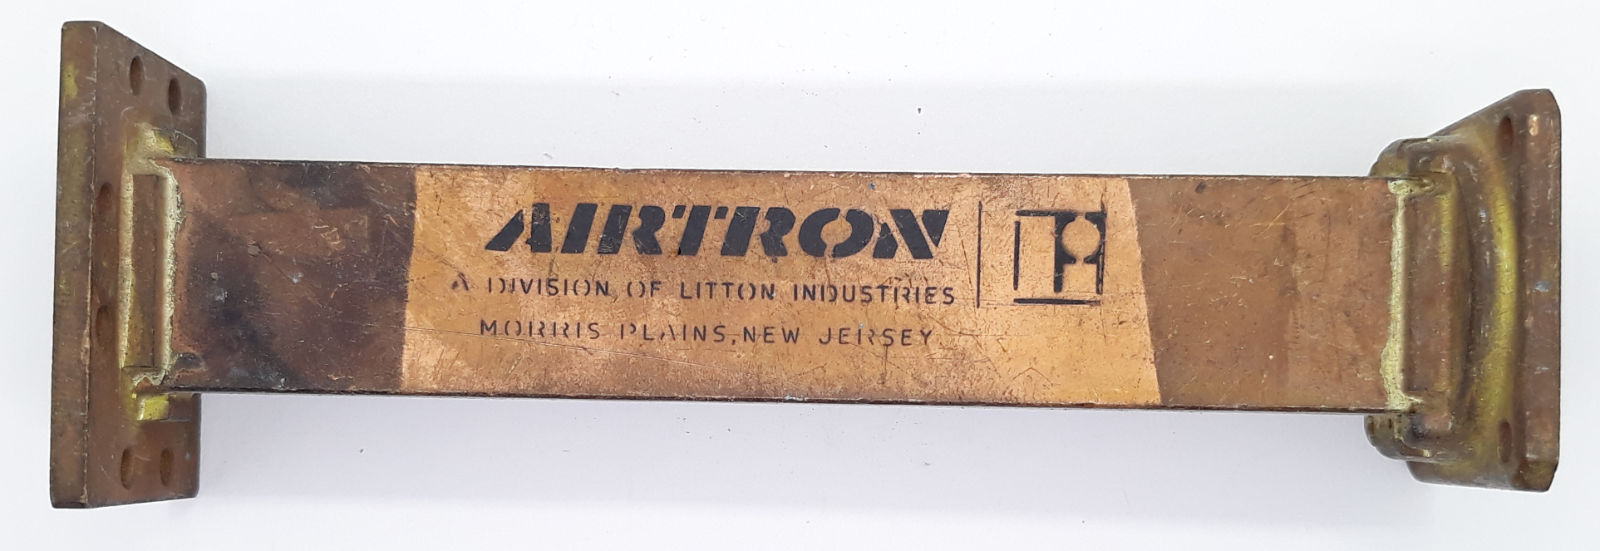 AIRTRON
A DIVISION OF LITTON INDUSTRIES
MORRIS PLAINS, NEW JERSEY